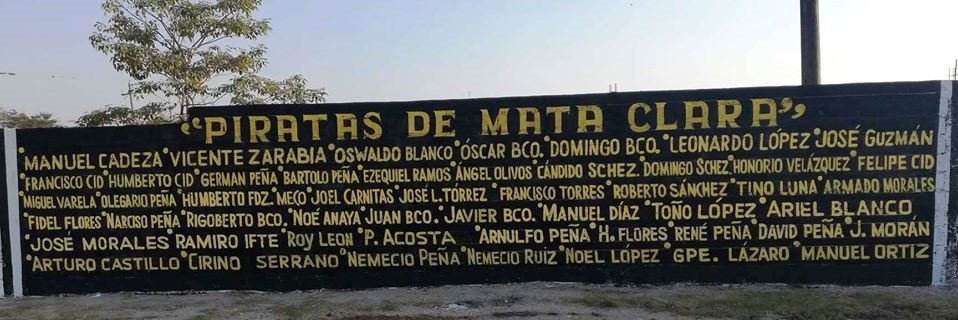 "PIRATAS DE MATA CLARA"
°MANUEL CADEZA °VICENTE ZARABIA °OSWALDO BLANCO °ÓSCAR BCO. °DOMINGO BCO. °LEONARDO LÓPEZ °JOSÉ GUZMÁN
°FRANCISCO CID °HUMBERTO CID °GERMAN PEÑA °BARTOLO PEÑA °EZEQUIEL RAMOS °ÁNGEL OLIVOS °CÁNDIDO SCHEZ. °DOMINGO SCHEZ. °HONORIO VELÁZQUEZ °FELIPE CID
°MIGUEL VARELA °OLEGARIO PEÑA °HUMBERTO FDZ. °MECO °JOEL CARNITAS °JOSE L. TÓRREZ °FRANCISCO TORRES °ROBERTO SÁNCHEZ °TINO LUNA °ARMADO MORALES
°FIDEL FLORES °NARCISO PEÑA °RIGOBERTO BCO. °NOÉ ANAYA °JUAN BCO. °JAVIER BCO. °MANUEL DÍAZ °TOÑO LÓPEZ °ARIEL BLANCO
°JOSÉ MORALES °RAMIRO IFTE °ROY LEON °P. ACOSTA °ARNULFO PEÑA °H. FLORES °RENÉ PEÑA °DAVID PEÑA °J. MORÁN
°ARTURO CASTILLO °CIRINO SERRANO °NEMECIO PEÑA °NEMECIO RUIZ °NOEL LÓPEZ °GPE. LÁZARO °MANUEL ORTIZ